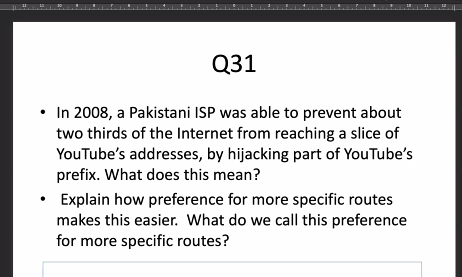 Q31
• In 2008, a Pakistani ISP was able to prevent about
two thirds of the Internet from reaching a slice of
YouTube's addresses, by hijacking part of YouTube's
prefix. What does this mean?
• Explain how preference for more specific routes
makes this easier.  What do we call this preference
for more specific routes?